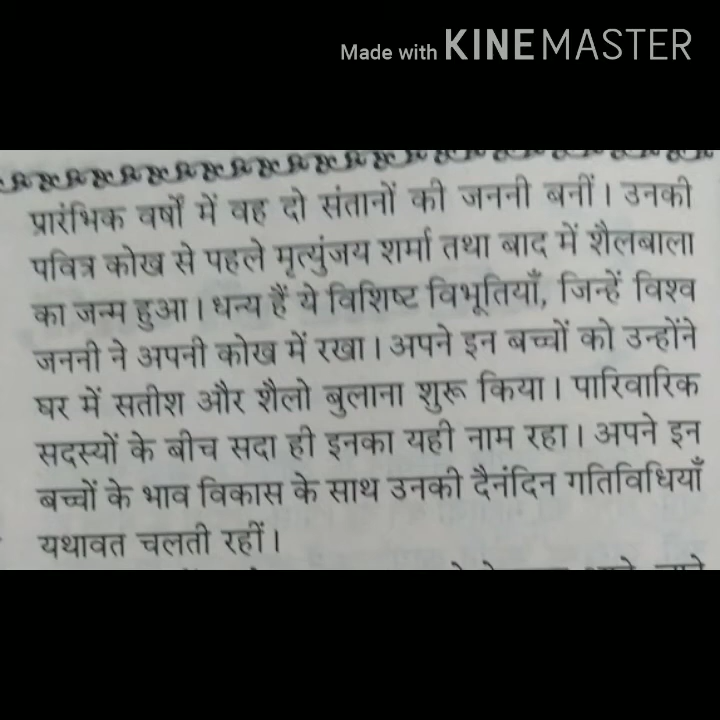 Made with KINEMASTER
प्रारंभिक वर्षों में वह दो संतानों की जननी बनीं। उनकी
पवित्र कोख से पहले मृत्युंजय शर्मा तथा बाद में शैलबाला
का जन्म हुआ। धन्य हैं ये विशिष्ट विभूतियाँ, जिन्हें विश्व
जननी ने अपनी कोख में रखा। अपने इन बच्चों को उन्होंने
घर में सतीश और शैलो बुलाना शुरू किया। पारिवारिक
सदस्यों के बीच सदा ही इनका यही नाम रहा। अपने इन
बच्चों के भाव विकास के साथ उनकी दैनंदिन गतिविधियाँ
यथावत चलती रहीं।